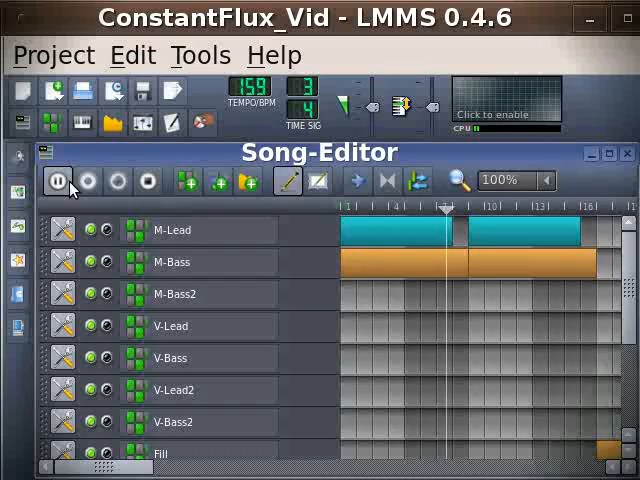 ConstantFlux_Vid - LMMS 0.4.6
Project Edit Tools Help
159
TEMPO/BPM
3
4
TIME SIG
Click to enable
CPU
Song-Editor
100%
1 4 7 10 13 16
M-Lead
M-Bass
M-Bass2
V-Lead
V-Bass
V-Lead2
V-Bass2
Fill